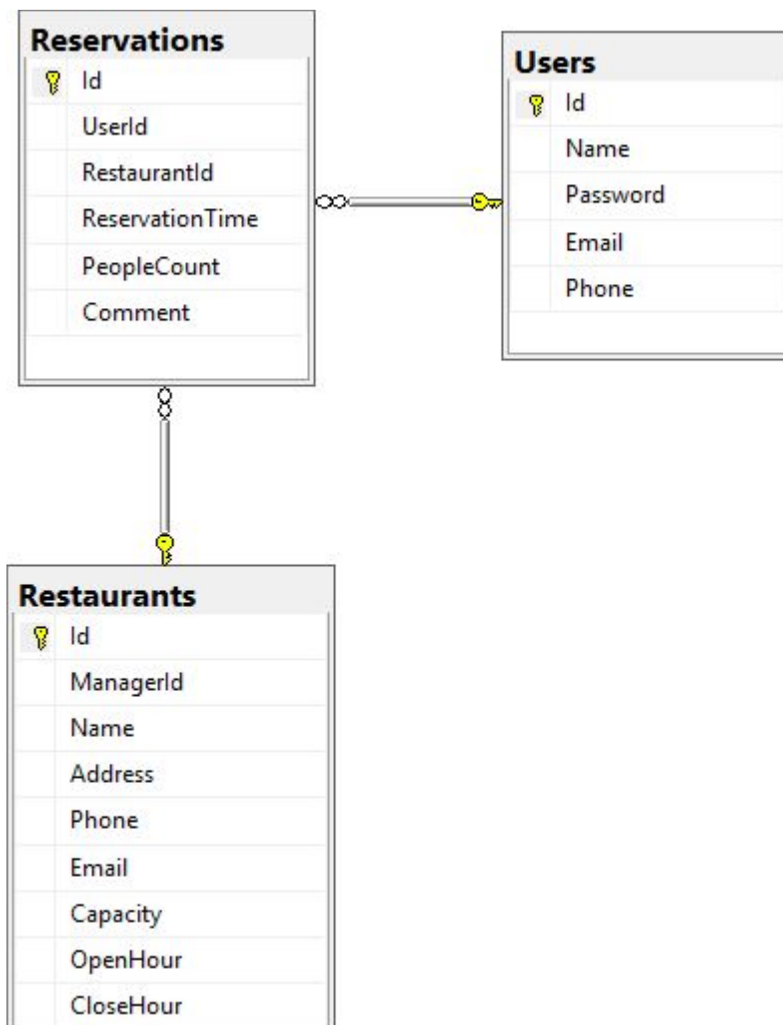 Reservations
Id
UserId
RestaurantId
ReservationTime
PeopleCount
Comment
Users
Id
Name
Password
Email
Phone
Restaurants
Id
ManagerId
Name
Address
Phone
Email
Capacity
OpenHour
CloseHour